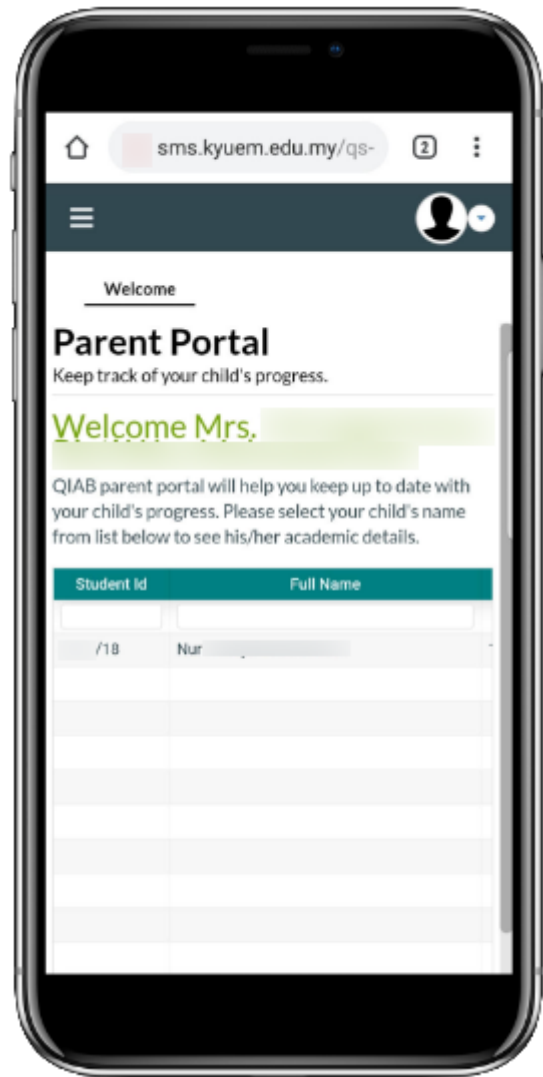 sms.kyuem.edu.my/qs-
2
Welcome
Parent Portal
Keep track of your child's progress.
Welcome Mrs.
QIAB parent portal will help you keep up to date with
your child's progress. Please select your child's name
from list below to see his/her academic details.
Student Id Full Name
/18 Nur